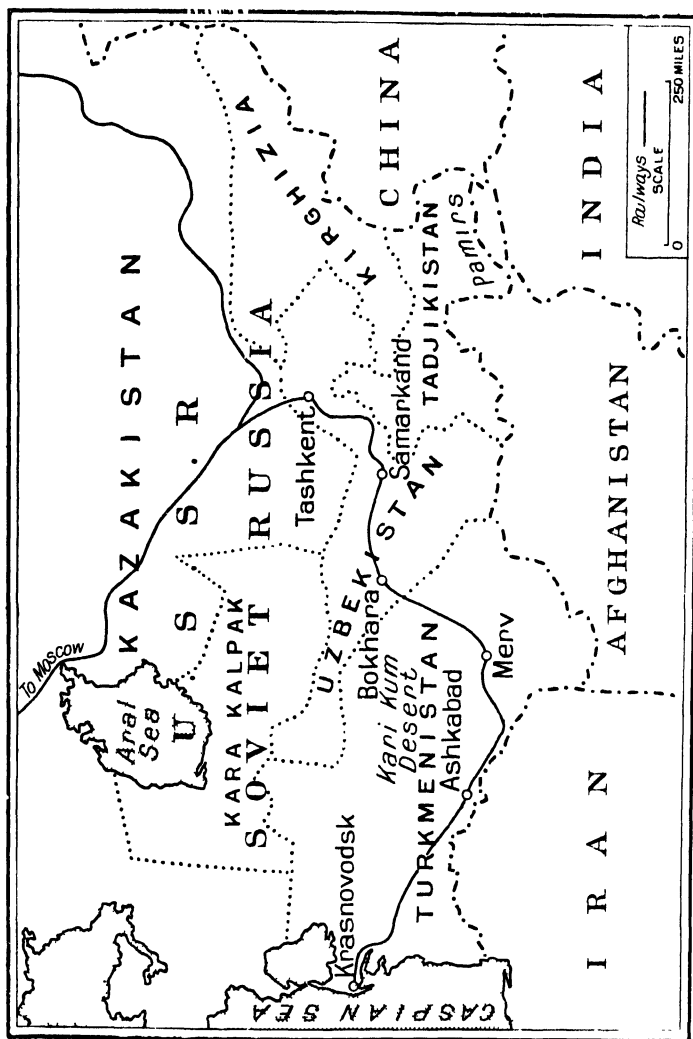 To Moscow
KAZAKISTAN
U . S . S . R
Aral
Sea
KARA KALPAK
SOVIET RUSSIA
KIRGHIZIA
CHINA
Tashkent
UZBEKISTAN
Krasnovodsk
Bokhara
Samarkand
TADJIKISTAN
Pamirs
Kari Kum
Desert
TURKMENISTAN
Ashkabad
Merv
CASPIAN SEA
IRAN
AFGHANISTAN
INDIA
Railways
SCALE
0 250 MILES